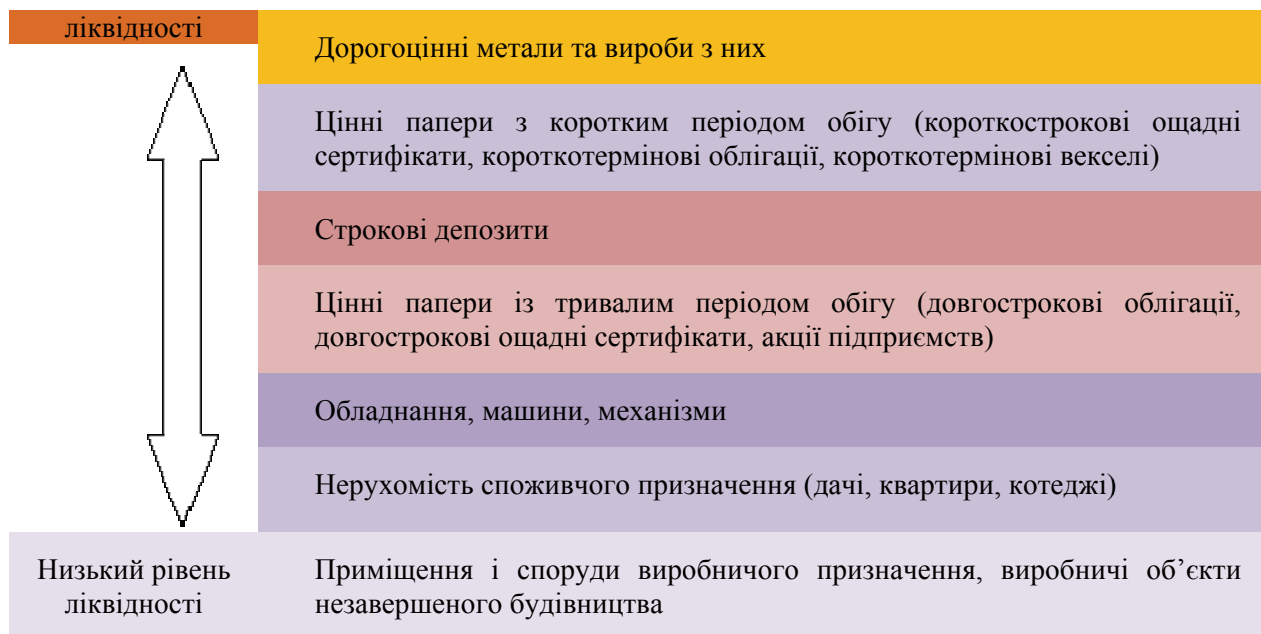 ліквідності
Дорогоцінні метали та вироби з них
Цінні папери з коротким періодом обігу (короткострокові ощадні
сертифікати, короткотермінові облігації, короткотермінові векселі)
Строкові депозити
Цінні папери із тривалим періодом обігу (довгострокові облігації,
довгострокові ощадні сертифікати, акції підприємств)
Обладнання, машини, механізми
Нерухомість споживчого призначення (дачі, квартири, котеджі)
Низький рівень
ліквідності
Приміщення і споруди виробничого призначення, виробничі об’єкти
незавершеного будівництва